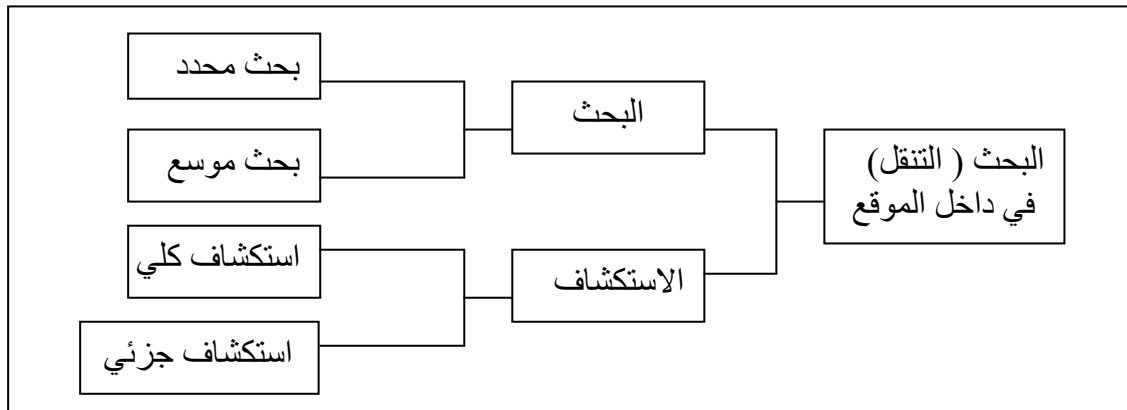 البحث ( التنقل)
في داخل الموقع
البحث
بحث محدد
بحث موسع
الاستكشاف
استكشاف كلي
استكشاف جزئي